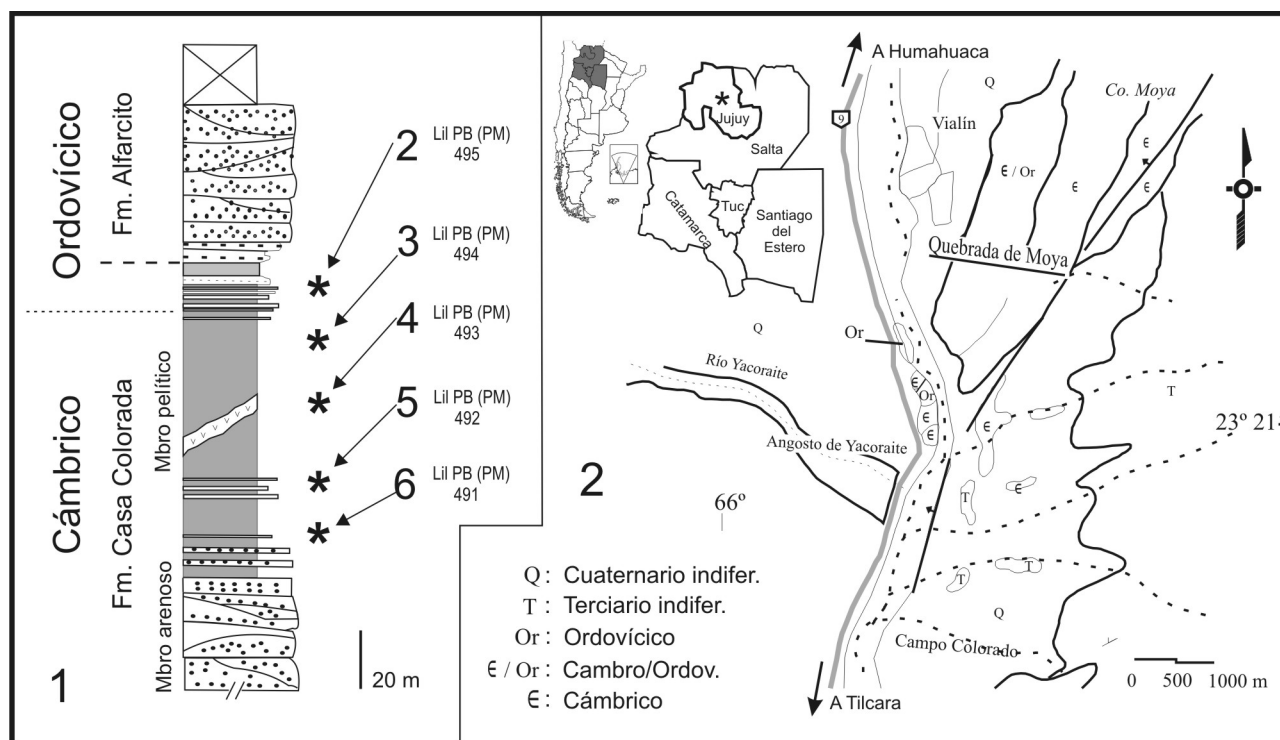 Ordovícico
Fm. Alfarcito
Cámbrico
Fm. Casa Colorada
Mbro pelítico
Mbro arenoso
2
Lil PB (PM)
495
3
Lil PB (PM)
494
4
Lil PB (PM)
493
5
Lil PB (PM)
492
6
Lil PB (PM)
491
20 m
1
A Humahuaca
9
Q
Co. Moya
Vialín
Jujuy
Salta
Catamarca
Tuc.
Santiago
del
Estero
Є / Or
Є
Є
Є
Quebrada de Moya
Q
Or
Río Yacoraite
Є
Or
Є
Є
Є
T
23º 21
Angosto de Yacoraite
2
66º
T
Є
T
T
Q
Campo Colorado
Q: Cuaternario indifer.
T: Terciario indifer.
Or: Ordovícico
Є / Or: Cambro/Ordov.
Є: Cámbrico
A Tilcara
0 500 1000 m